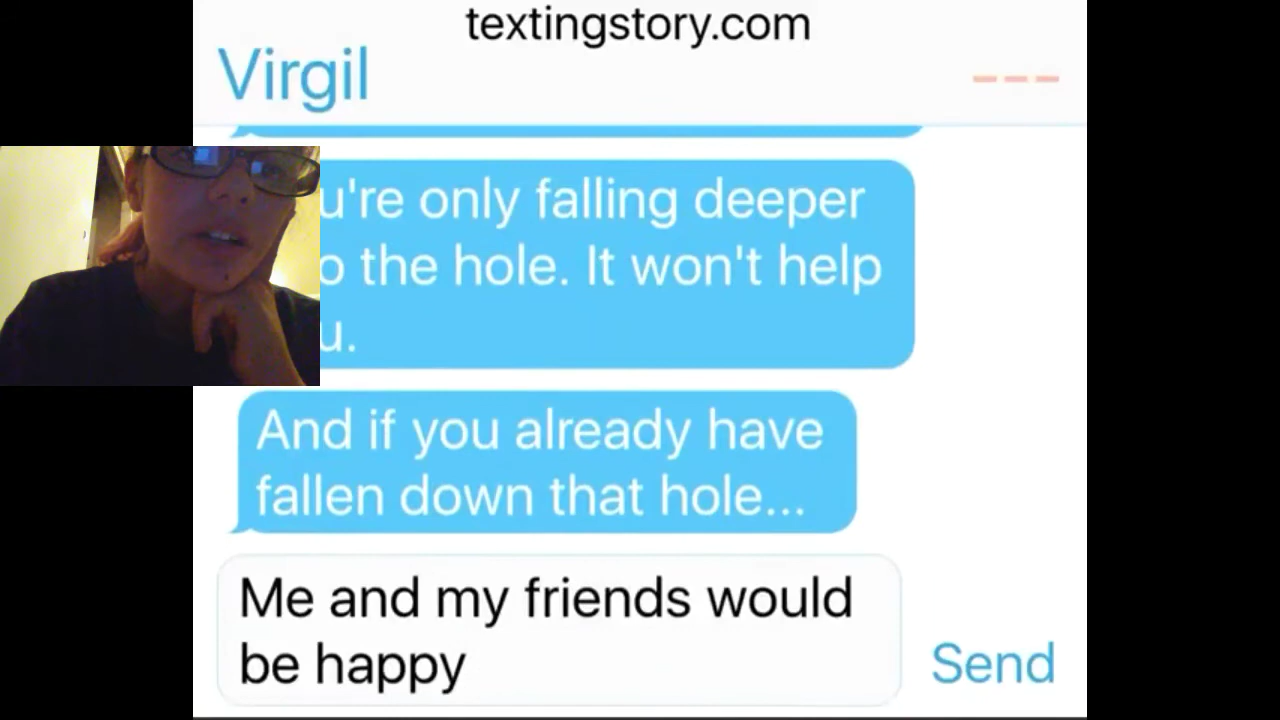 textingstory.com
Virgil
u're only falling deeper
o the hole. It won't help
u.
And if you already have
fallen down that hole...
Me and my friends would
be happy
Send